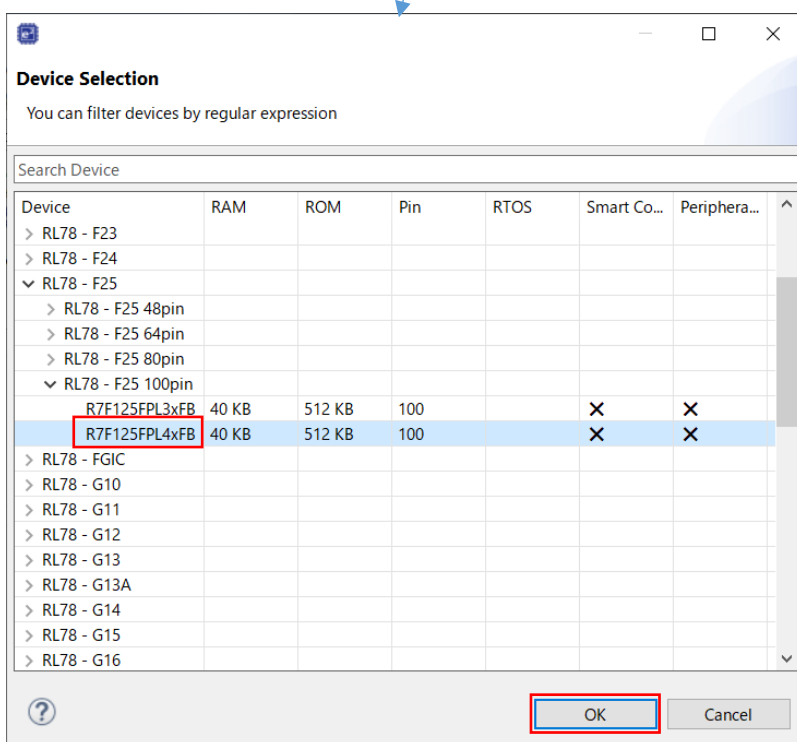 Device Selection
You can filter devices by regular expression
Search Device
Device RAM ROM Pin RTOS Smart Co... Periphera...
RL78 - F23
RL78 - F24
RL78 - F25
RL78 - F25 48pin
RL78 - F25 64pin
RL78 - F25 80pin
RL78 - F25 100pin
R7F125FPL3xFB 40 KB 512 KB 100
R7F125FPL4xFB 40 KB 512 KB 100
RL78 - FGIC
RL78 - G10
RL78 - G11
RL78 - G12
RL78 - G13
RL78 - G13A
RL78 - G14
RL78 - G15
RL78 - G16
? OK Cancel